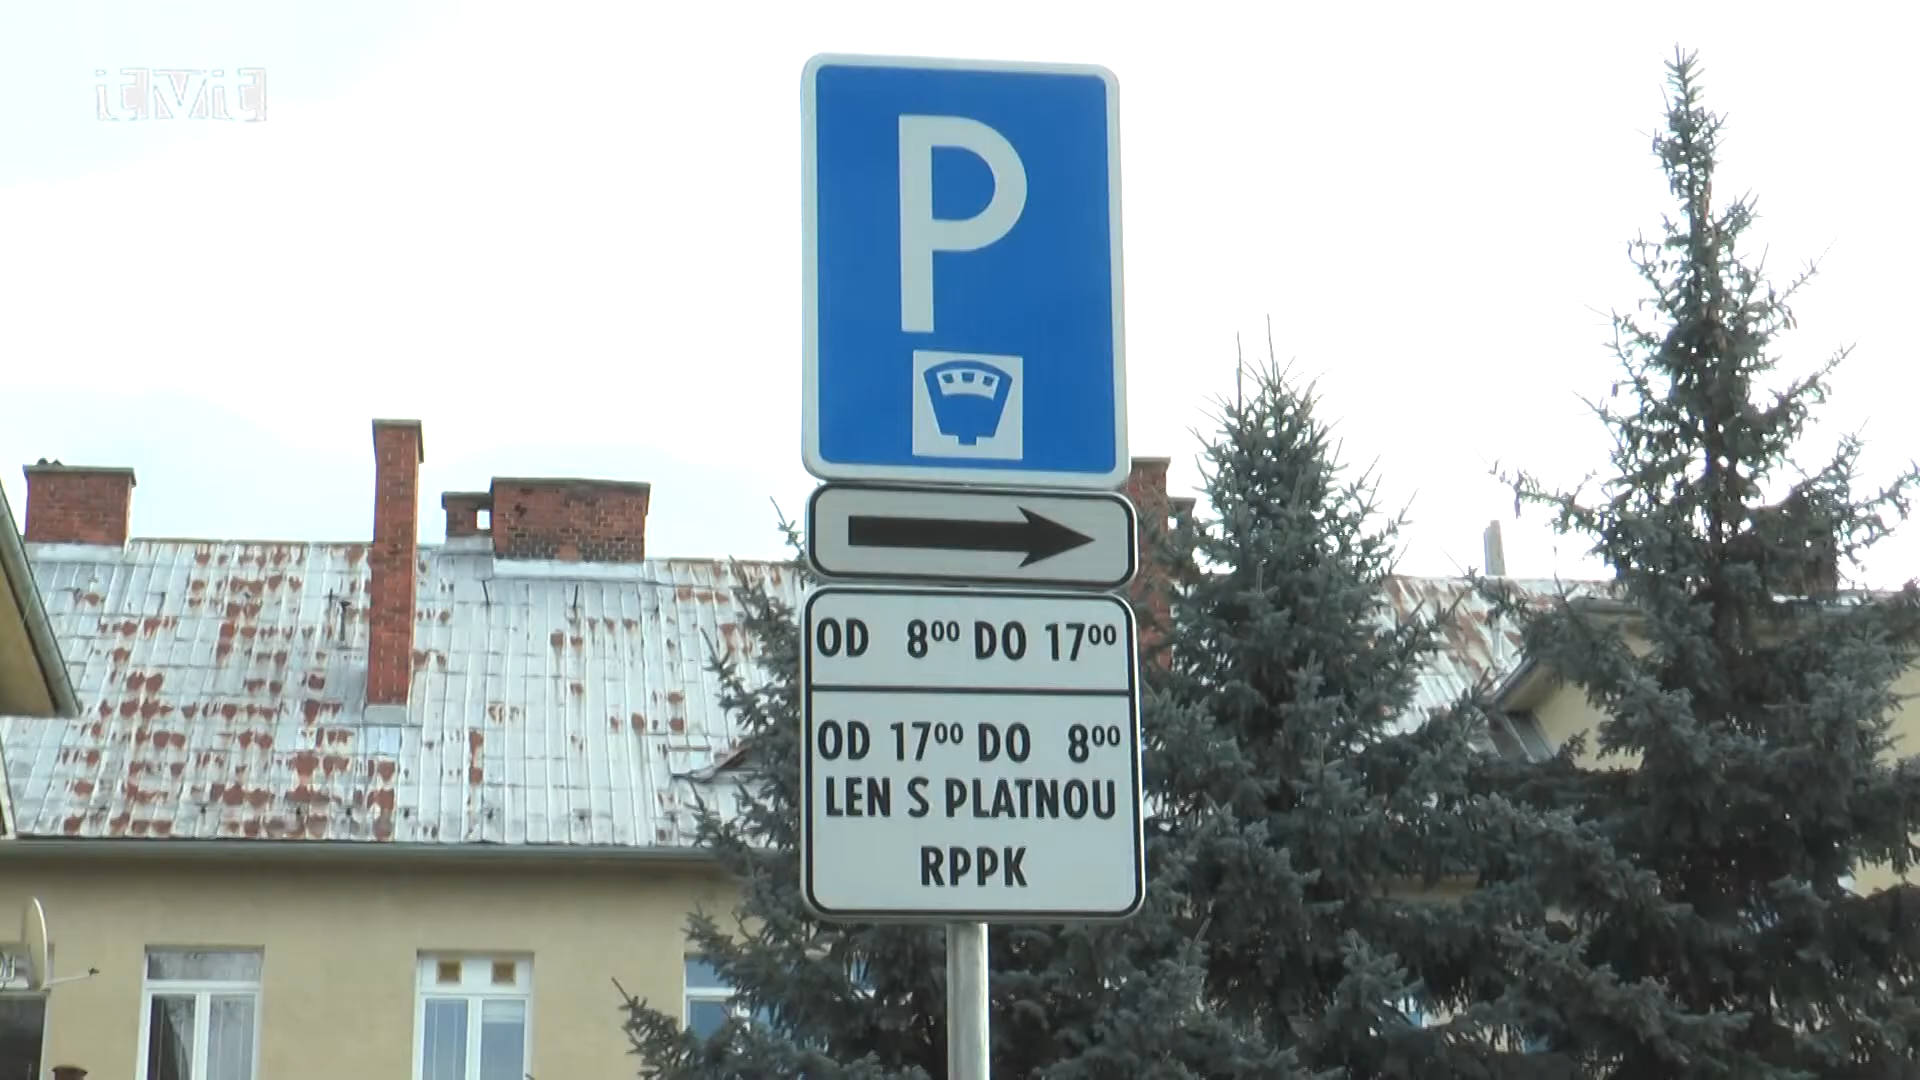 P
OD 8⁰⁰ DO 17⁰⁰
OD 17⁰⁰ DO 8⁰⁰
LEN S PLATNOU
RPPK